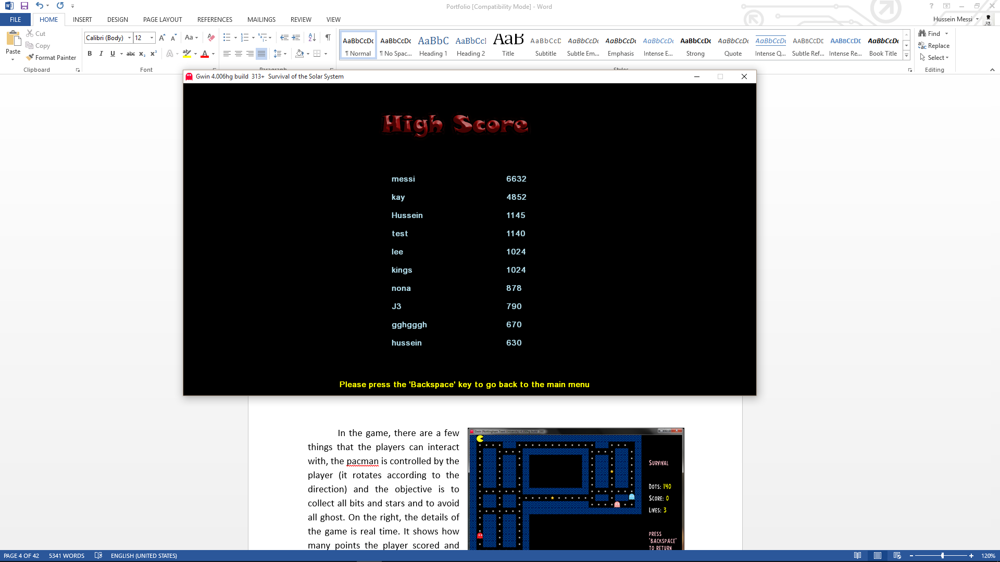 Portfolio [Compatibility Mode] - Word
FILE HOME INSERT DESIGN PAGE LAYOUT REFERENCES MAILINGS REVIEW VIEW
Hussein Messi
Paste
Cut
Copy
Format Painter
Clipboard
Calibri (Body) 12
Font
Paragraph
AaBbCcDc AaBbCcDc AaBbC AaBbCcI AaB AaBbCcD AaBbCcDc AaBbCcDc AaBbCcDc AaBbCcDc AaBbCcDc AaBbCcDc AABBCCDE AABBCCDE AaBbCcDc
¶ Normal ¶ No Spac... Heading 1 Heading 2 Title Subtitle Subtle Em... Emphasis Intense E... Strong Quote Intense Q... Subtle Ref... Intense Re... Book Title
Styles
Find
Replace
Select
Editing
Gwin 4.006hg build 313+ Survival of the Solar System
High Score
messi 6632
kay 4852
Hussein 1145
test 1140
lee 1024
kings 1024
nona 878
J3 790
gghgggh 670
hussein 630
Please press the 'Backspace' key to go back to the main menu
In the game, there are a few
things that the players can interact
with, the pacman is controlled by the
player (it rotates according to the
direction) and the objective is to
collect all bits and stars and to avoid
all ghost. On the right, the details of
the game is real time. It shows how
many points the player scored and
Gwin (Nottingham Trent University) 4.100hg build 390
SURVIVAL
DOTS: 140
SCORE: 0
LIVES: 3
PRESS
'BACKSPACE'
TO RETURN
PAGE 4 OF 42 5341 WORDS ENGLISH (UNITED STATES)
120%